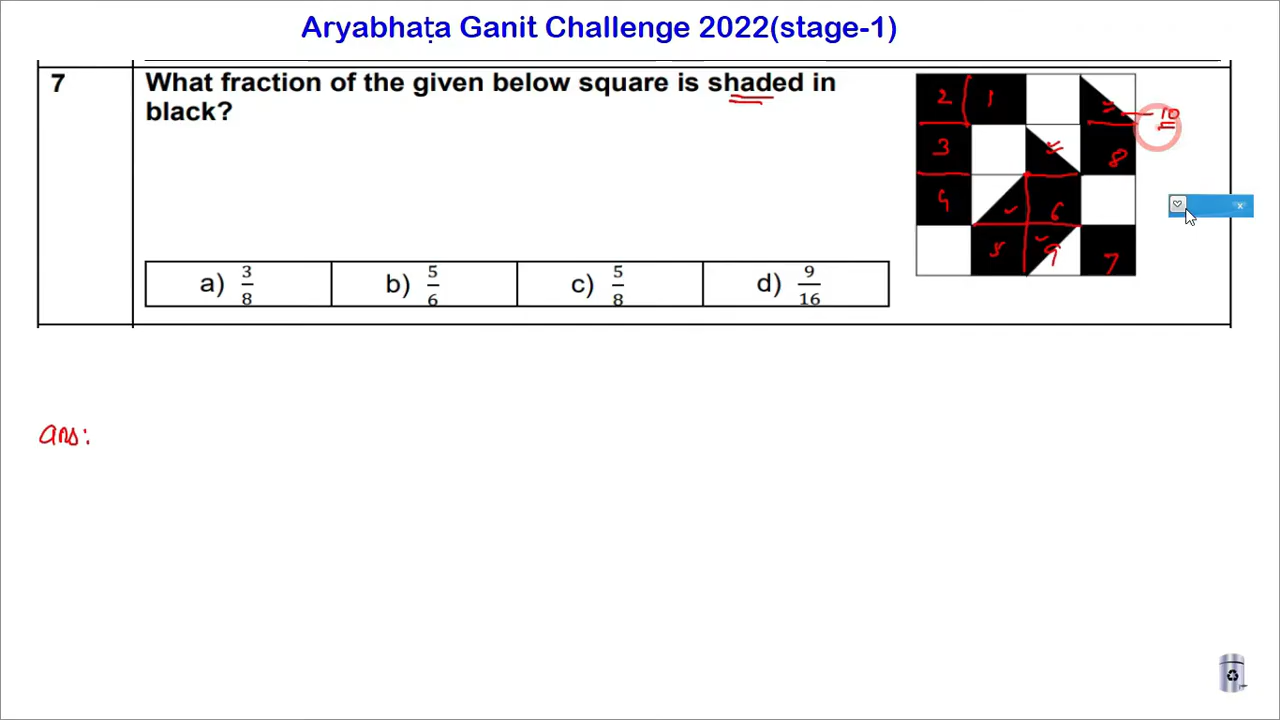 Aryabhaṭa Ganit Challenge 2022(stage-1)
7
What fraction of the given below square is shaded in
black?
a) 3/8
b) 5/6
c) 5/8
d) 9/16
2 1
10
3 8
4 6
5 9 7
ans: